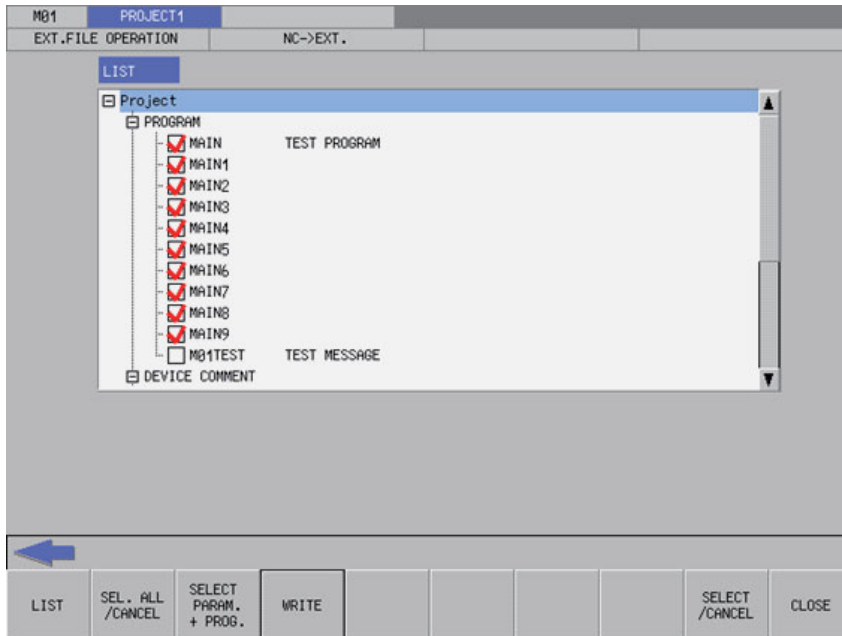 M01 PROJECT1
EXT.FILE OPERATION NC->EXT.
LIST
Project
PROGRAM
MAIN TEST PROGRAM
MAIN1
MAIN2
MAIN3
MAIN4
MAIN5
MAIN6
MAIN7
MAIN8
MAIN9
M01TEST TEST MESSAGE
DEVICE COMMENT
LIST
SEL. ALL
/CANCEL
SELECT
PARAM.
+ PROG.
WRITE
SELECT
/CANCEL
CLOSE